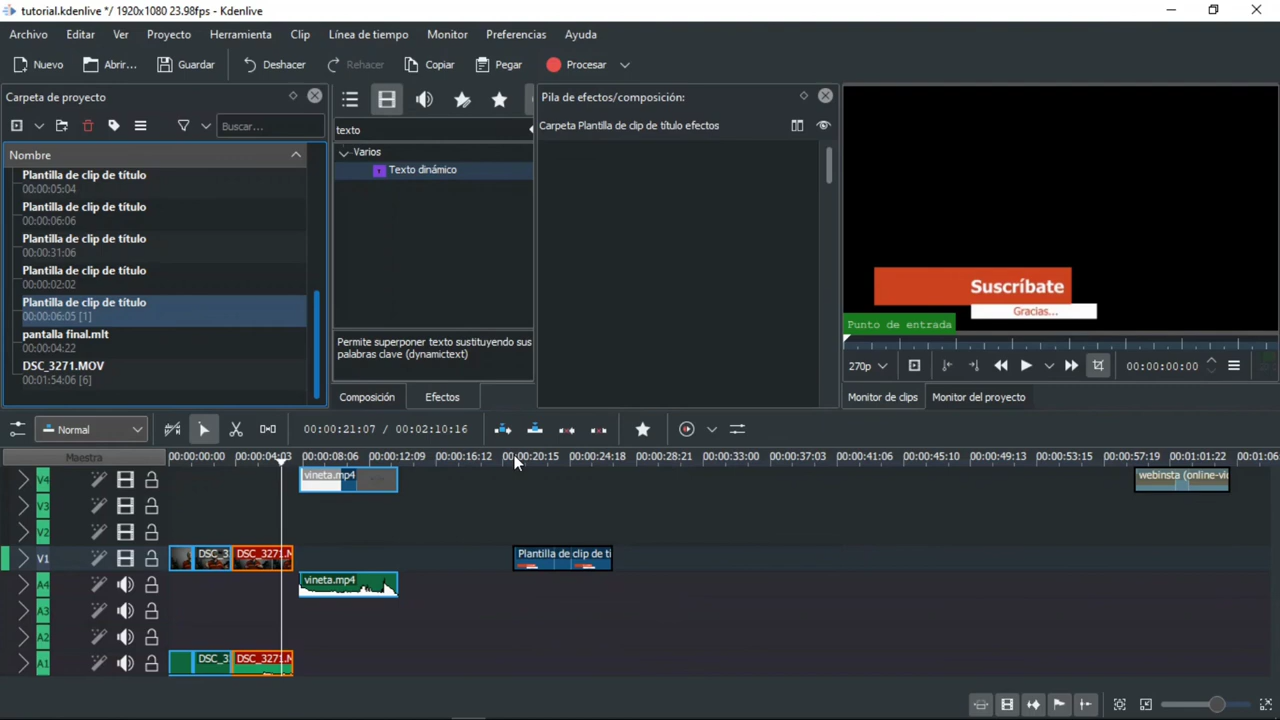 tutorial.kdenlive */ 1920x1080 23.98fps - Kdenlive
Archivo Editar Ver Proyecto Herramienta Clip Línea de tiempo Monitor Preferencias Ayuda
Nuevo Abrir... Guardar Deshacer Rehacer Copiar Pegar Procesar
Carpeta de proyecto
Buscar...
Nombre
Plantilla de clip de título
00:00:05:04
Plantilla de clip de título
00:00:06:06
Plantilla de clip de título
00:00:31:06
Plantilla de clip de título
00:00:02:02
Plantilla de clip de título
00:00:06:05 [1]
pantalla final.mlt
00:00:04:22
DSC_3271.MOV
00:01:54:06 [6]
texto
Varios
Texto dinámico
Permite superponer texto sustituyendo sus
palabras clave (dynamictext)
Composición Efectos
Pila de efectos/composición:
Carpeta Plantilla de clip de título efectos
Suscríbate
Gracias...
Punto de entrada
270p 00:00:00:00
Monitor de clips Monitor del proyecto
Normal 00:00:21:07 / 00:02:10:16
Maestra 00:00:00:00 00:00:04:03 00:00:08:06 00:00:12:09 00:00:16:12 00:00:20:15 00:00:24:18 00:00:28:21 00:00:33:00 00:00:37:03 00:00:41:06 00:00:45:09 00:00:49:13 00:00:53:15 00:00:57:19 00:01:01:22 00:01:06
V4 vineta.mp4 webinsta (online-vi
V3
V2
V1 DSC_3 DSC_3271.M Plantilla de clip de tí
A4 vineta.mp4
A3
A2
A1 DSC_3 DSC_3271.M